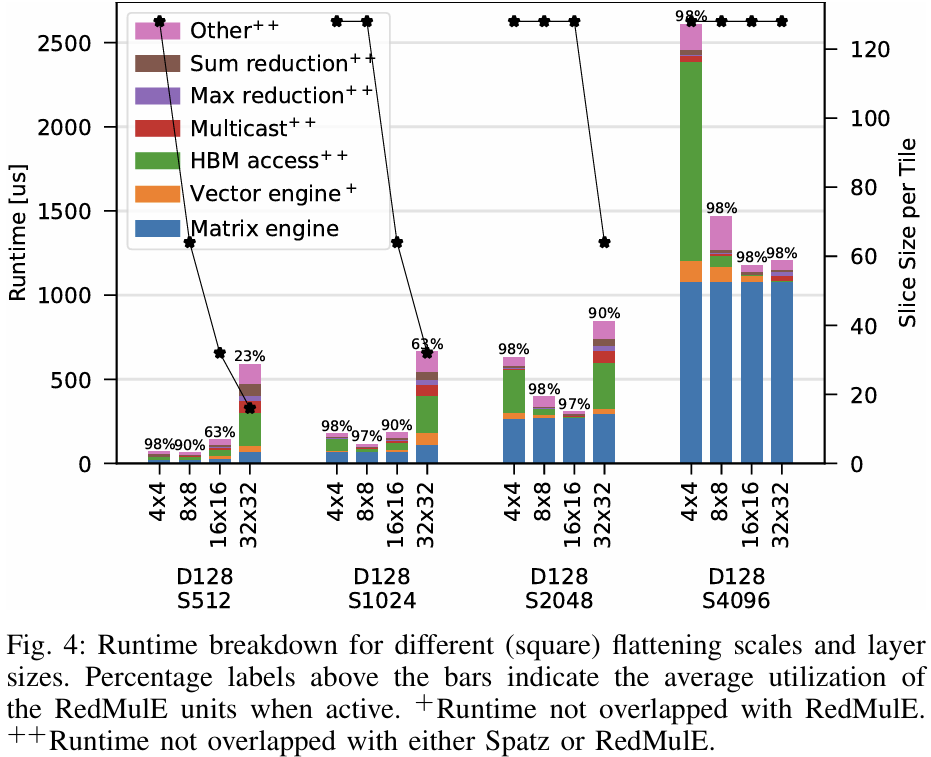 Other++
Sum reduction++
Max reduction++
Multicast++
HBM access++
Vector engine+
Matrix engine
Runtime [us]
2500
2000
1500
1000
500
0
Slice Size per Tile
120
100
80
60
40
20
0
98% 90% 63% 23%
98% 97% 90% 63%
98% 98% 97% 90%
98% 98% 98% 98%
4x4 8x8 16x16 32x32
4x4 8x8 16x16 32x32
4x4 8x8 16x16 32x32
4x4 8x8 16x16 32x32
D128
S512
D128
S1024
D128
S2048
D128
S4096
Fig. 4: Runtime breakdown for different (square) flattening scales and layer
sizes. Percentage labels above the bars indicate the average utilization of
the RedMulE units when active. +Runtime not overlapped with RedMulE.
++Runtime not overlapped with either Spatz or RedMulE.